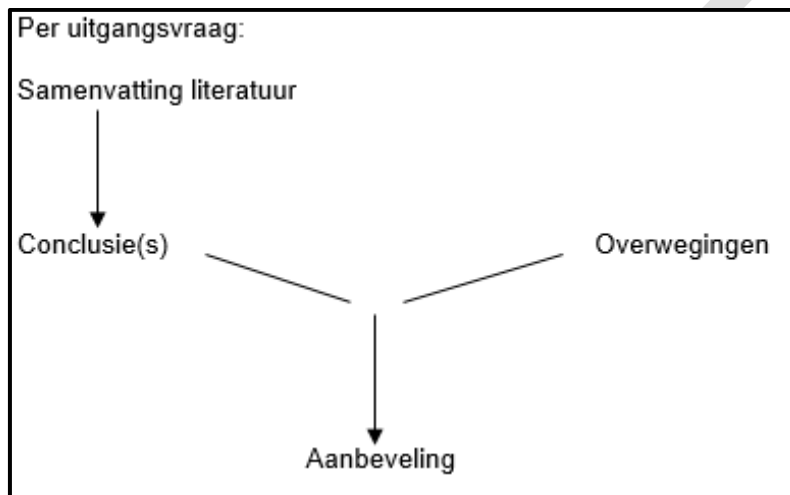 Per uitgangsvraag:
Samenvatting literatuur
Conclusie(s)
Overwegingen
Aanbeveling